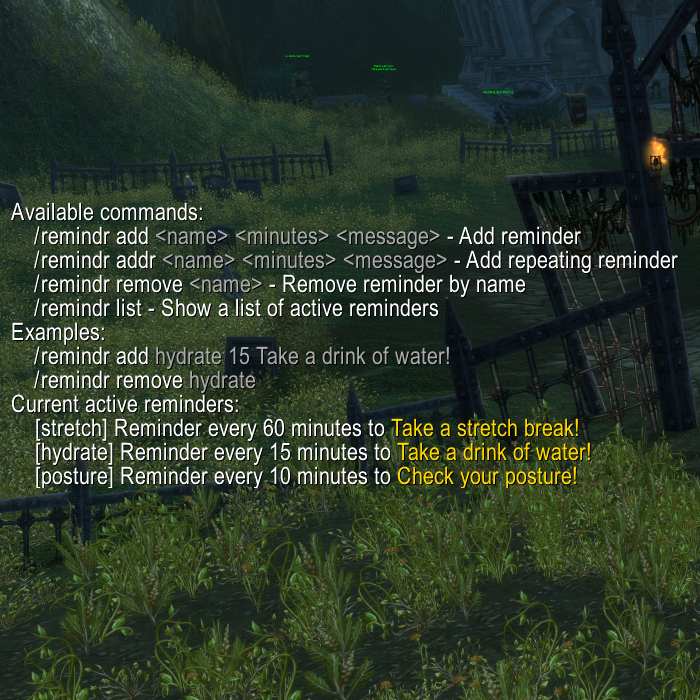 Available commands:
/remindr add <name> <minutes> <message> - Add reminder
/remindr addr <name> <minutes> <message> - Add repeating reminder
/remindr remove <name> - Remove reminder by name
/remindr list - Show a list of active reminders
Examples:
/remindr add hydrate 15 Take a drink of water!
/remindr remove hydrate
Current active reminders:
[stretch] Reminder every 60 minutes to Take a stretch break!
[hydrate] Reminder every 15 minutes to Take a drink of water!
[posture] Reminder every 10 minutes to Check your posture!